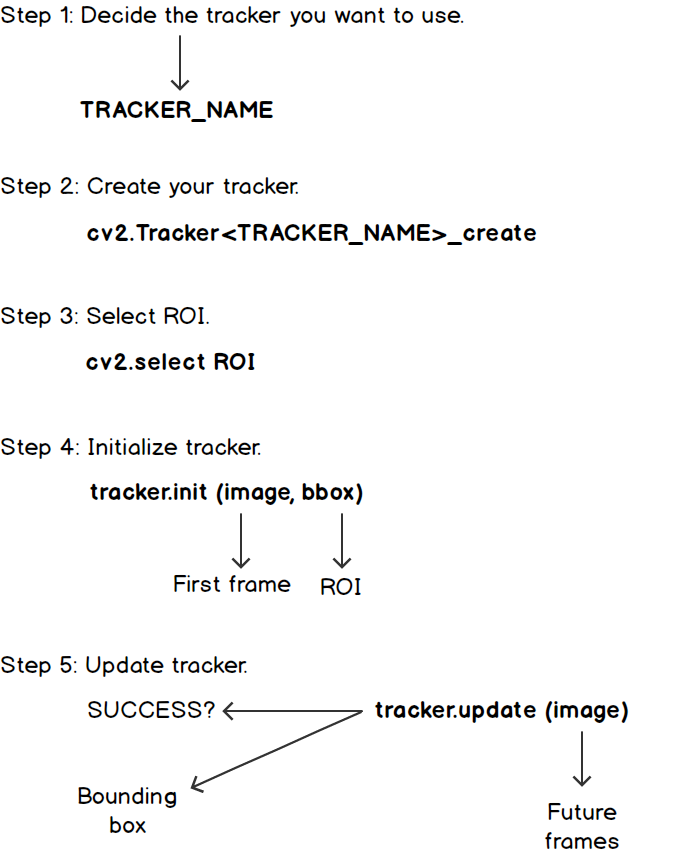 Step 1: Decide the tracker you want to use.
TRACKER_NAME
Step 2: Create your tracker.
cv2.Tracker<TRACKER_NAME>_create
Step 3: Select ROI.
cv2.select ROI
Step 4: Initialize tracker.
tracker.init (image, bbox)
First frame ROI
Step 5: Update tracker.
SUCCESS? tracker.update (image)
Bounding
box
Future
frames